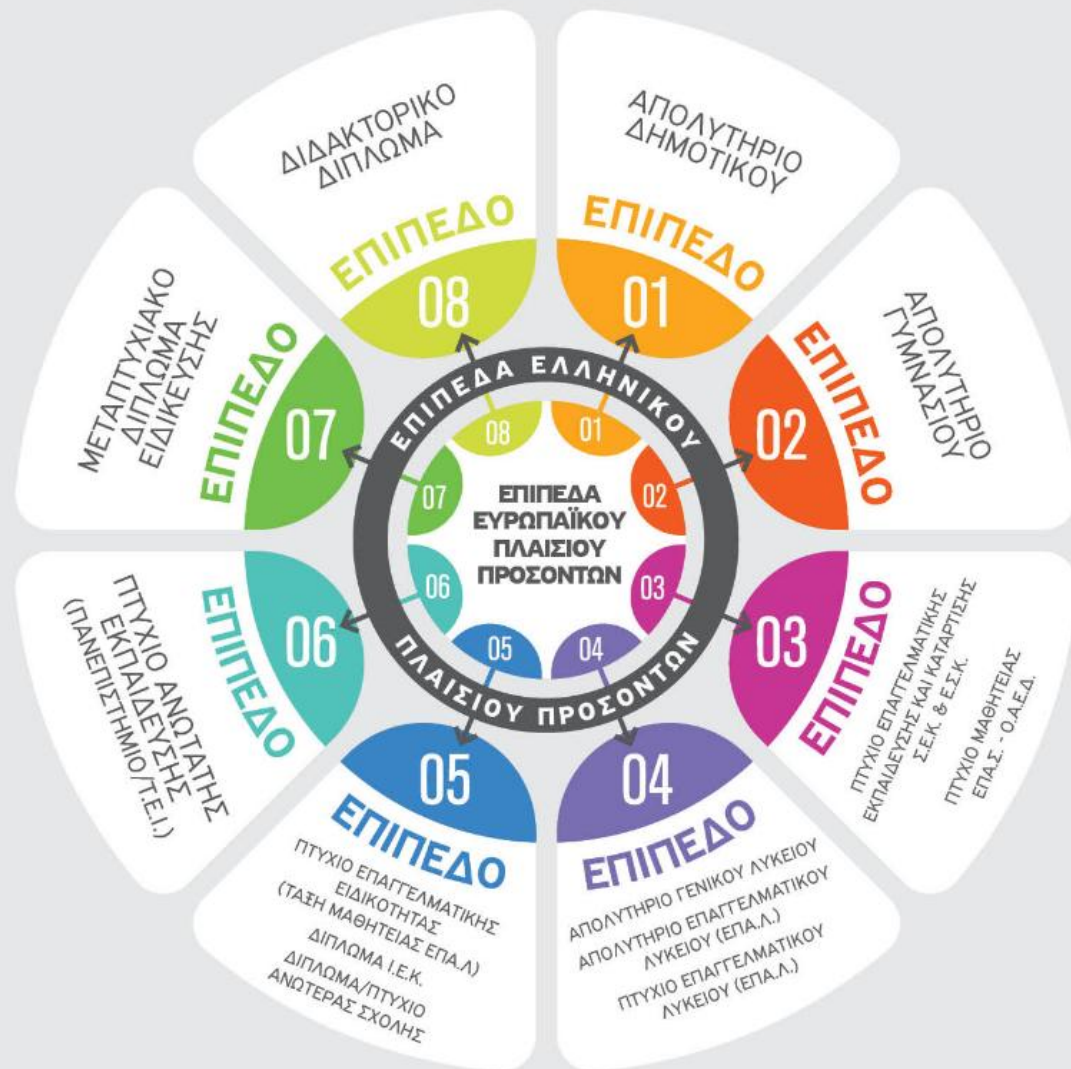 ΕΠΙΠΕΔΑ
ΕΥΡΩΠΑΪΚΟΥ
ΠΛΑΙΣΙΟΥ
ΠΡΟΣΟΝΤΩΝ
01
02
03
04
05
06
07
08
ΕΠΙΠΕΔΑ ΕΛΛΗΝΙΚΟΥ
ΠΛΑΙΣΙΟΥ ΠΡΟΣΟΝΤΩΝ
ΑΠΟΛΥΤΗΡΙΟ
ΔΗΜΟΤΙΚΟΥ
ΕΠΙΠΕΔΟ
01
ΑΠΟΛΥΤΗΡΙΟ
ΓΥΜΝΑΣΙΟΥ
ΕΠΙΠΕΔΟ
02
ΕΠΙΠΕΔΟ
03
ΠΤΥΧΙΟ ΕΠΑΓΓΕΛΜΑΤΙΚΗΣ
ΕΚΠΑΙΔΕΥΣΗΣ ΚΑΙ ΚΑΤΑΡΤΙΣΗΣ
Σ.Ε.Κ. & Ε.Σ.Κ.
ΠΤΥΧΙΟ ΜΑΘΗΤΕΙΑΣ
ΕΠΑ.Σ. - Ο.Α.Ε.Δ.
04
ΕΠΙΠΕΔΟ
ΑΠΟΛΥΤΗΡΙΟ ΓΕΝΙΚΟΥ ΛΥΚΕΙΟΥ
ΑΠΟΛΥΤΗΡΙΟ ΕΠΑΓΓΕΛΜΑΤΙΚΟΥ
ΛΥΚΕΙΟΥ (ΕΠΑ.Λ.)
ΠΤΥΧΙΟ ΕΠΑΓΓΕΛΜΑΤΙΚΟΥ
ΛΥΚΕΙΟΥ (ΕΠΑ.Λ.)
05
ΕΠΙΠΕΔΟ
ΠΤΥΧΙΟ ΕΠΑΓΓΕΛΜΑΤΙΚΗΣ
ΕΙΔΙΚΟΤΗΤΑΣ
(ΤΑΞΗ ΜΑΘΗΤΕΙΑΣ ΕΠΑ.Λ)
ΔΙΠΛΩΜΑ Ι.Ε.Κ.
ΔΙΠΛΩΜΑ/ΠΤΥΧΙΟ
ΑΝΩΤΕΡΑΣ ΣΧΟΛΗΣ
06
ΕΠΙΠΕΔΟ
ΠΤΥΧΙΟ ΑΝΩΤΑΤΗΣ
ΕΚΠΑΙΔΕΥΣΗΣ
(ΠΑΝΕΠΙΣΤΗΜΙΟ/Τ.Ε.Ι.)
ΜΕΤΑΠΤΥΧΙΑΚΟ
ΔΙΠΛΩΜΑ
ΕΙΔΙΚΕΥΣΗΣ
ΕΠΙΠΕΔΟ
07
ΔΙΔΑΚΤΟΡΙΚΟ
ΔΙΠΛΩΜΑ
ΕΠΙΠΕΔΟ
08